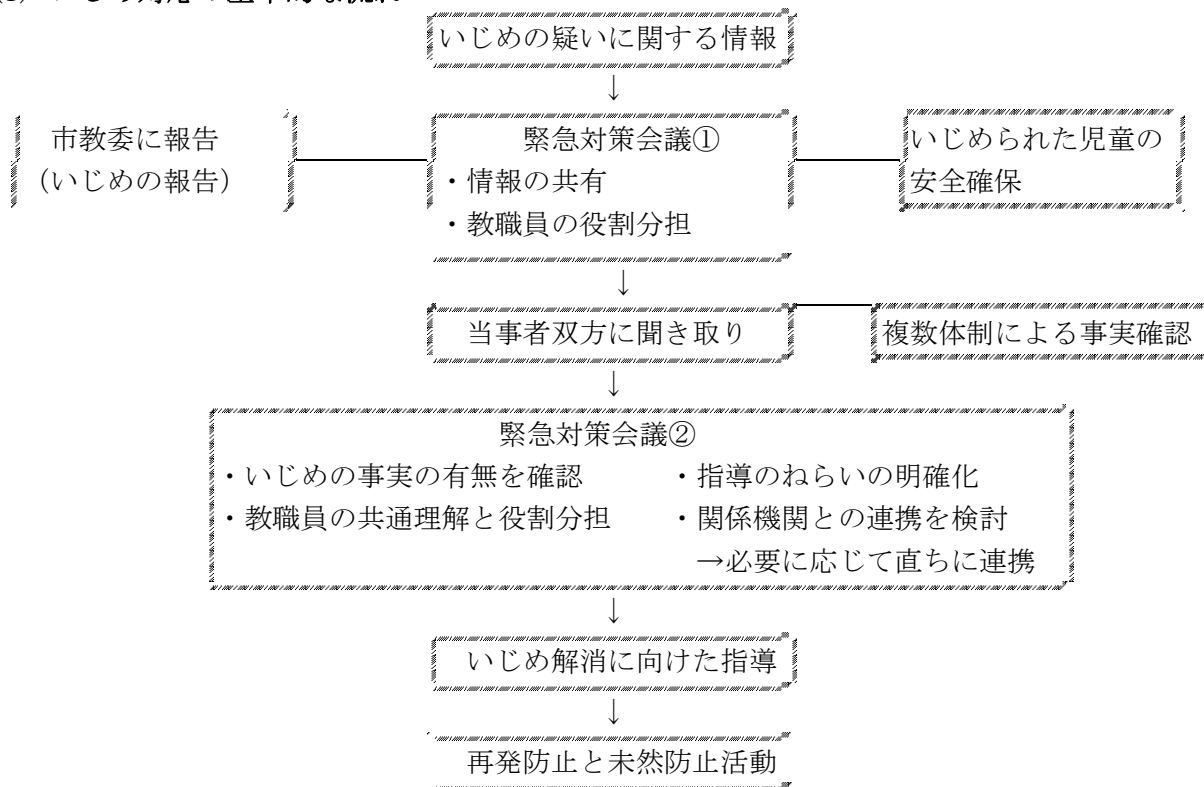 いじめの疑いに関する情報
↓
市教委に報告
(いじめの報告)
緊急対策会議①
・情報の共有
・教職員の役割分担
いじめられた児童の
安全確保
↓
当事者双方に聞き取り
複数体制による事実確認
↓
緊急対策会議②
・いじめの事実の有無を確認
・指導のねらいの明確化
・教職員の共通理解と役割分担
・関係機関との連携を検討
→必要に応じて直ちに連携
↓
いじめ解消に向けた指導
↓
再発防止と未然防止活動